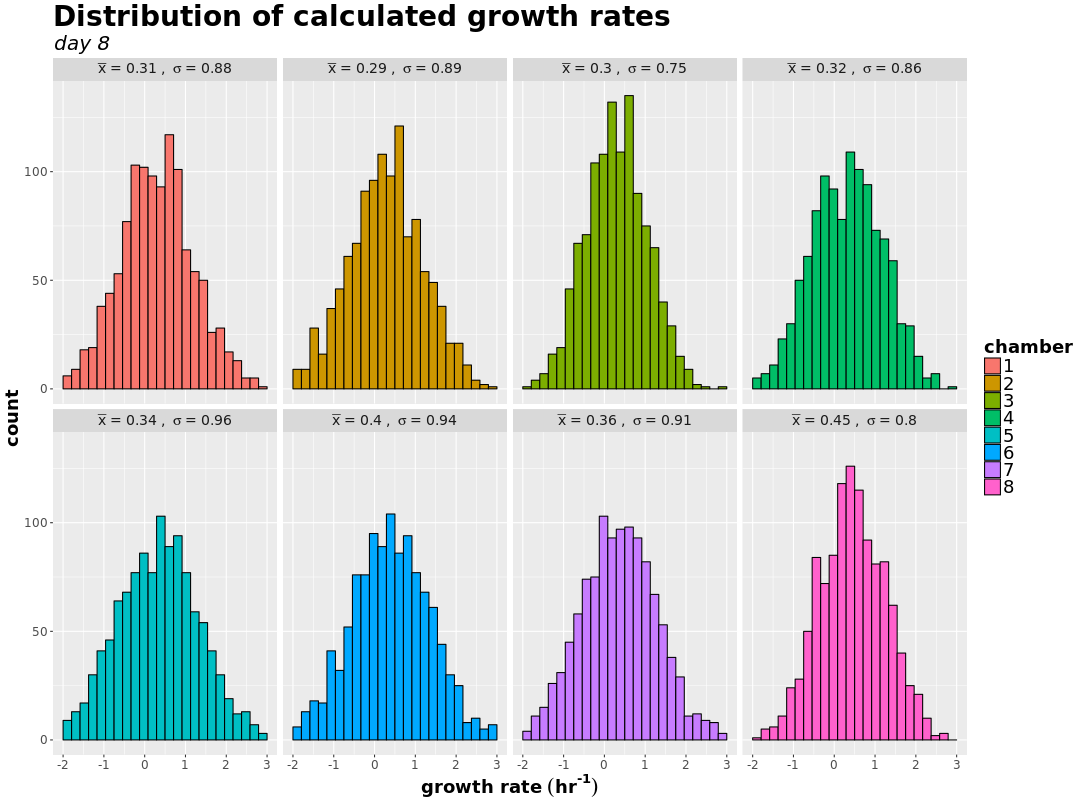 Distribution of calculated growth rates
day 8
x̅ = 0.31 , σ = 0.88
x̅ = 0.29 , σ = 0.89
x̅ = 0.3 , σ = 0.75
x̅ = 0.32 , σ = 0.86
100
50
0
x̅ = 0.34 , σ = 0.96
x̅ = 0.4 , σ = 0.94
x̅ = 0.36 , σ = 0.91
x̅ = 0.45 , σ = 0.8
100
50
0
-2 -1 0 1 2 3
-2 -1 0 1 2 3
-2 -1 0 1 2 3
-2 -1 0 1 2 3
count
growth rate (hr⁻¹)
chamber
1
2
3
4
5
6
7
8